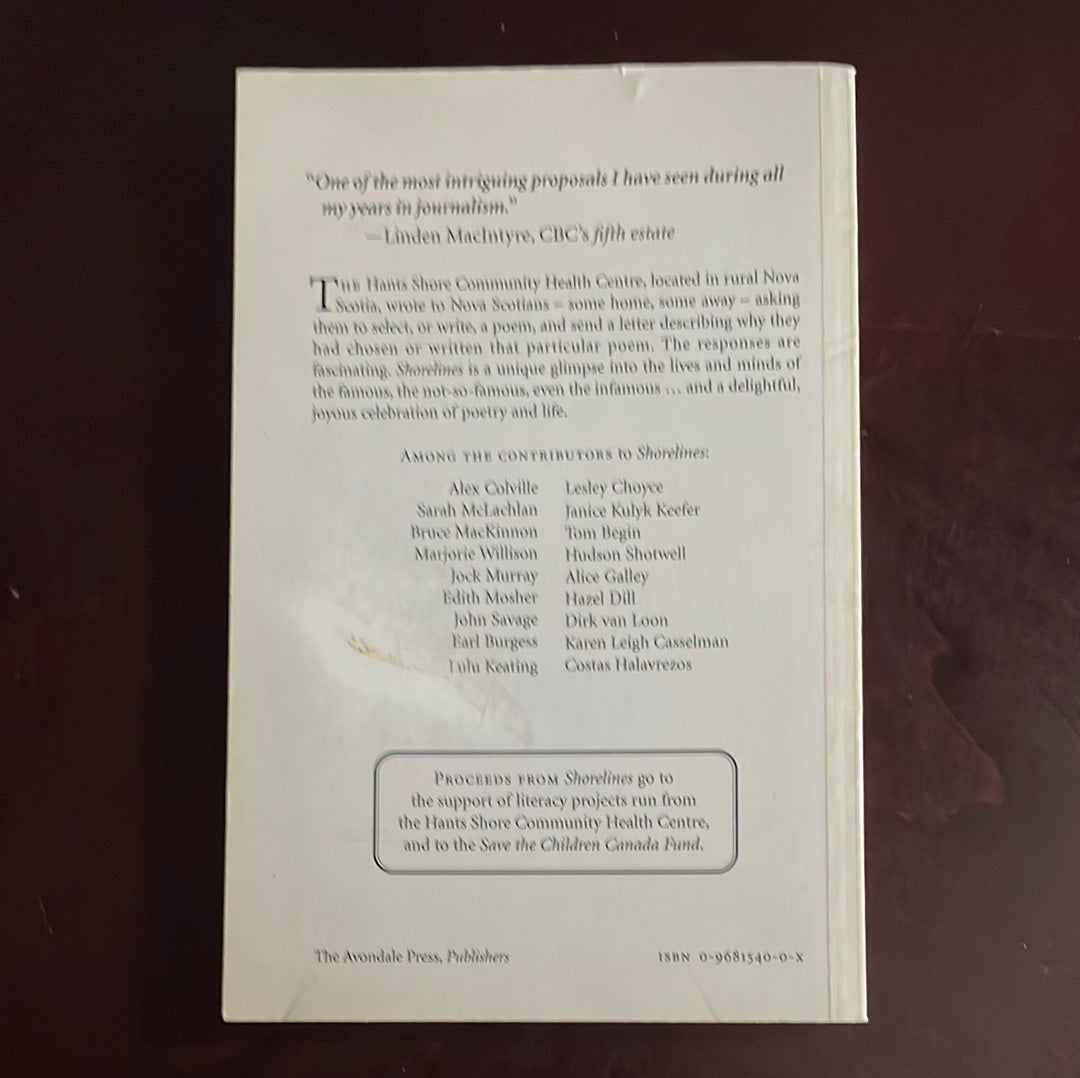 "One of the most intriguing proposals I have seen during all
my years in journalism."
—Linden MacIntyre, CBC's fifth estate
THE Hants Shore Community Health Centre, located in rural Nova
Scotia, wrote to Nova Scotians – some home, some away – asking
them to select, or write, a poem, and send a letter describing why they
had chosen or written that particular poem. The responses are
fascinating. Shorelines is a unique glimpse into the lives and minds of
the famous, the not-so-famous, even the infamous ... and a delightful,
joyous celebration of poetry and life.
AMONG THE CONTRIBUTORS to Shorelines:
Alex Colville Lesley Choyce
Sarah McLachlan Janice Kulyk Keefer
Bruce MacKinnon Tom Begin
Marjorie Willison Hudson Shotwell
Jock Murray Alice Galley
Edith Mosher Hazel Dill
John Savage Dirk van Loon
Earl Burgess Karen Leigh Casselman
Lulu Keating Costas Halavrezos
PROCEEDS FROM Shorelines go to
the support of literacy projects run from
the Hants Shore Community Health Centre,
and to the Save the Children Canada Fund.
The Avondale Press, Publishers ISBN 0-9681540-0-X